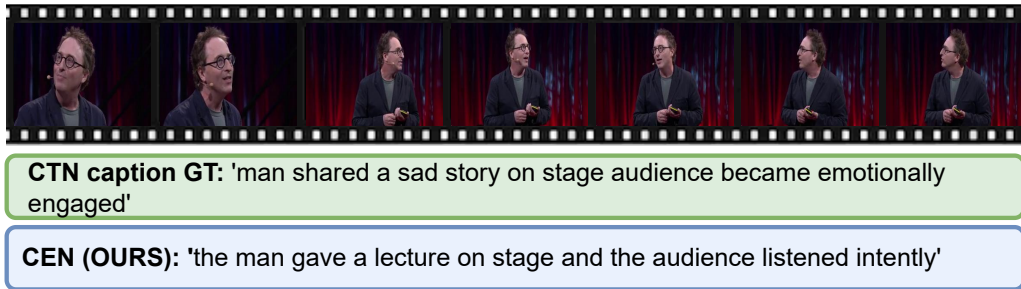 CTN caption GT: 'man shared a sad story on stage audience became emotionally
engaged'
CEN (OURS): 'the man gave a lecture on stage and the audience listened intently'